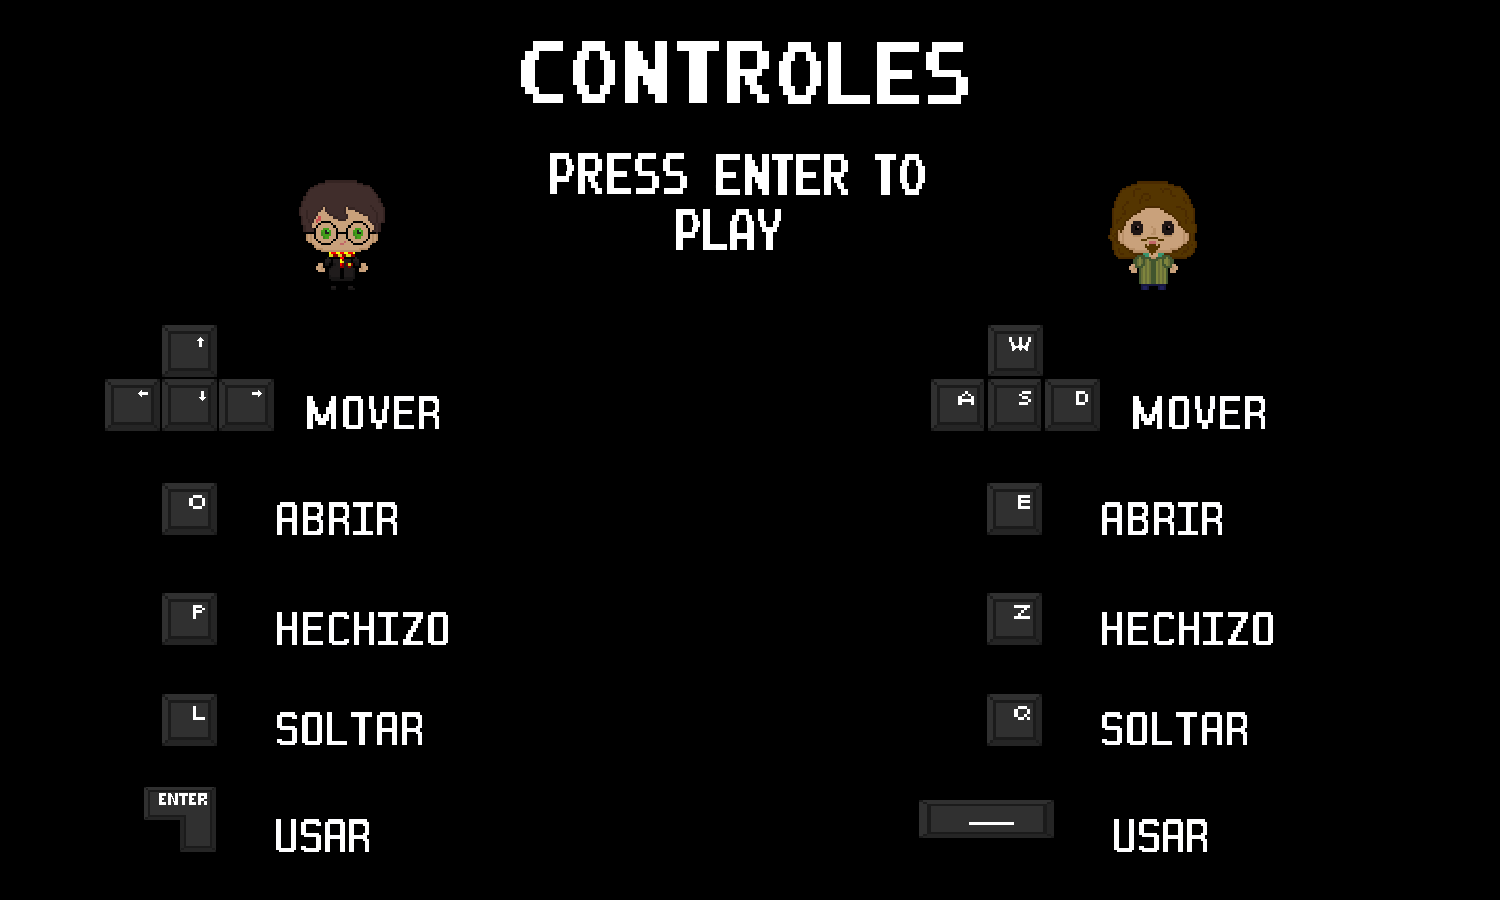 CONTROLES
PRESS ENTER TO
PLAY
↑
← ↓ → MOVER
O ABRIR
P HECHIZO
L SOLTAR
ENTER USAR
W
A S D MOVER
E ABRIR
Z HECHIZO
Q SOLTAR
USAR